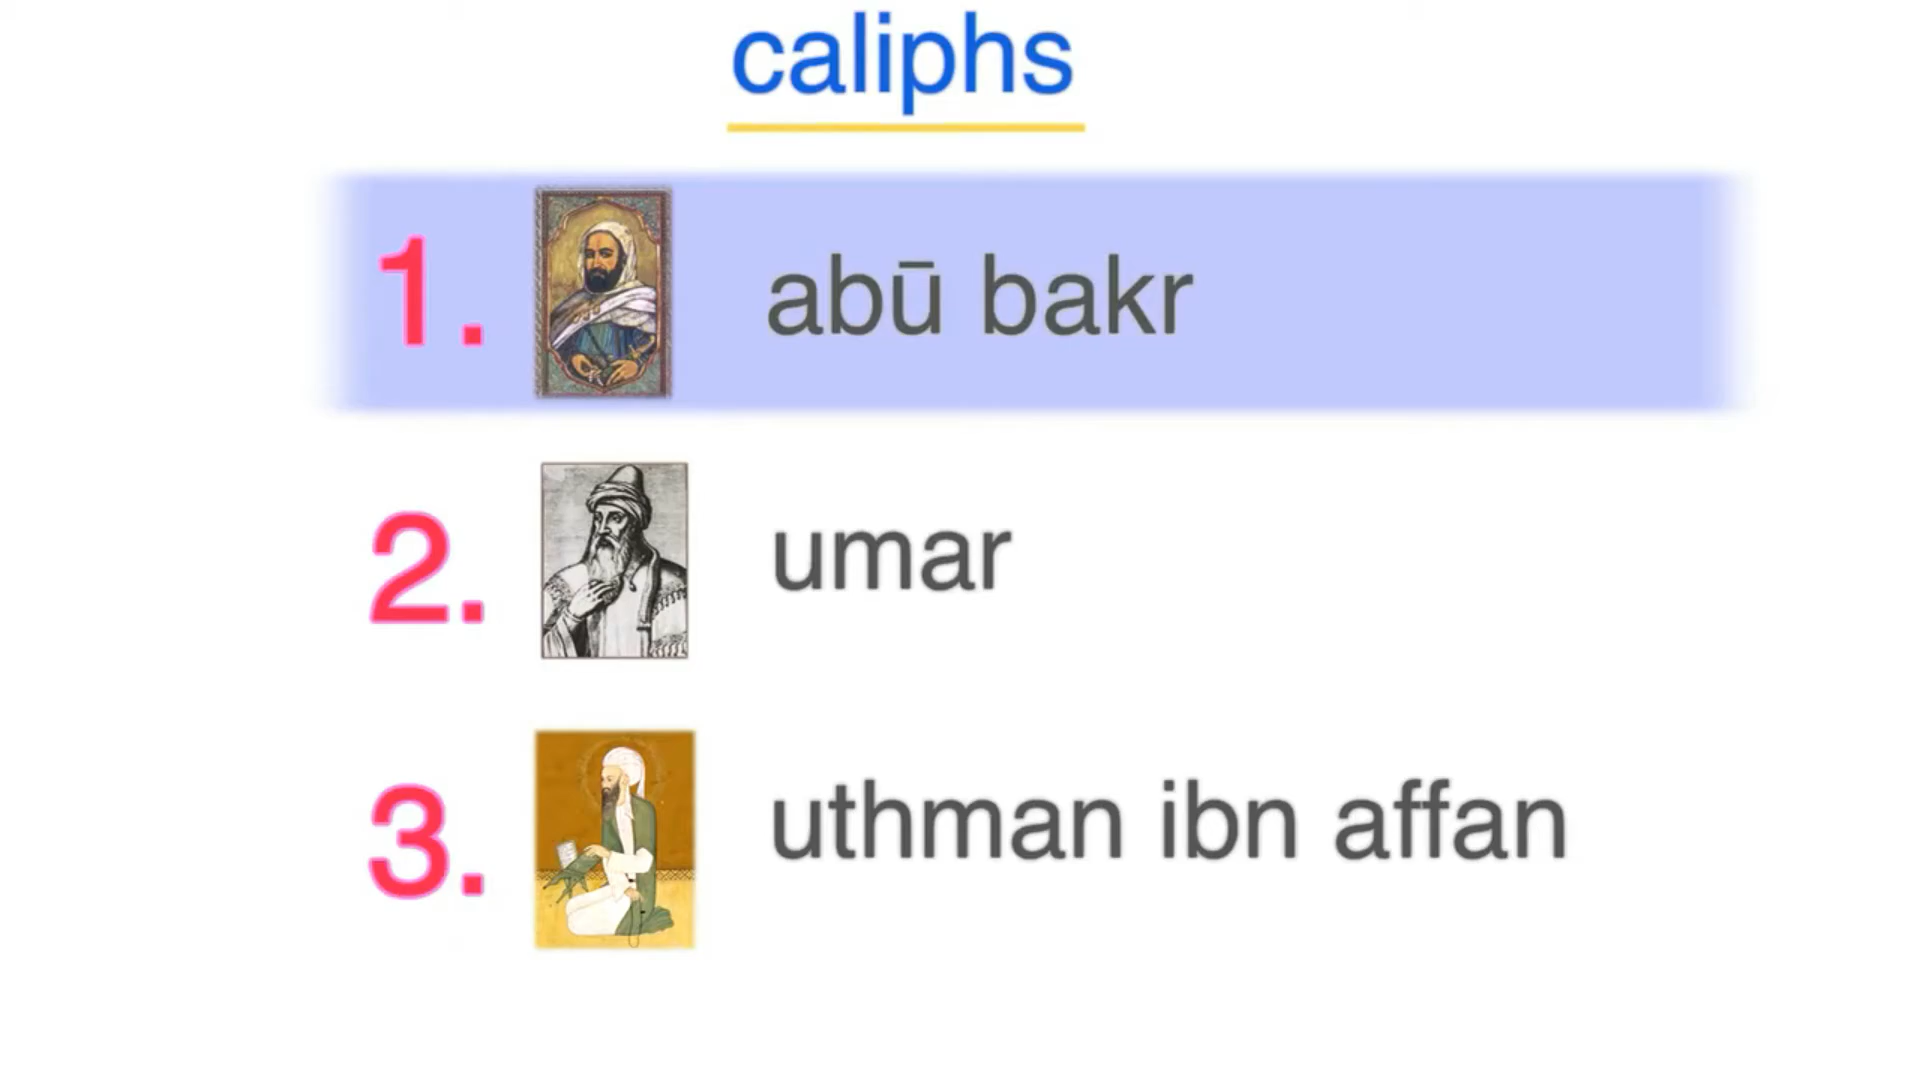 caliphs
1. abū bakr
2. umar
3. uthman ibn affan